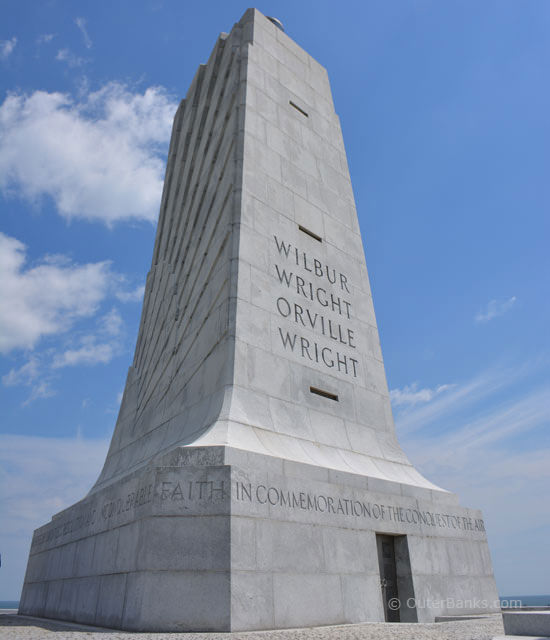 WILBUR
WRIGHT
ORVILLE
WRIGHT
FAITH IN COMMEMORATION OF THE CONQUEST OF THE AIR
© OuterBanks.com